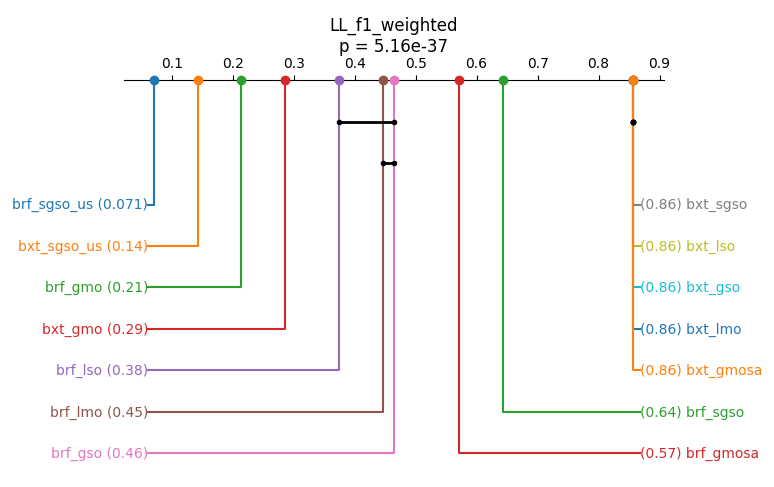 LL_f1_weighted
p = 5.16e-37
0.1 0.2 0.3 0.4 0.5 0.6 0.7 0.8 0.9
brf_sgso_us (0.071)
bxt_sgso_us (0.14)
brf_gmo (0.21)
bxt_gmo (0.29)
brf_lso (0.38)
brf_lmo (0.45)
brf_gso (0.46)
(0.86) bxt_sgso
(0.86) bxt_lso
(0.86) bxt_gso
(0.86) bxt_lmo
(0.86) bxt_gmosa
(0.64) brf_sgso
(0.57) brf_gmosa